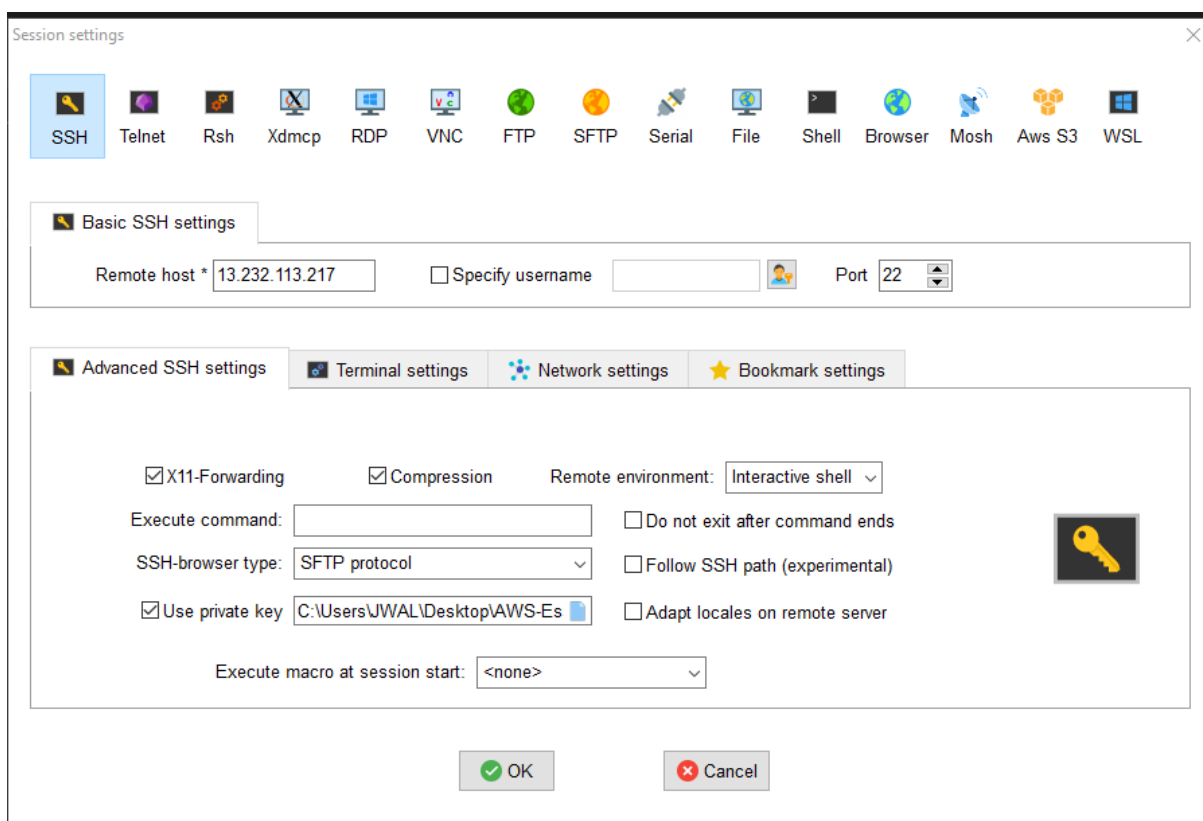 Session settings
SSH Telnet Rsh Xdmcp RDP VNC FTP SFTP Serial File Shell Browser Mosh Aws S3 WSL
Basic SSH settings
Remote host * 13.232.113.217 Specify username Port 22
Advanced SSH settings Terminal settings Network settings Bookmark settings
X11-Forwarding Compression Remote environment: Interactive shell
Execute command: Do not exit after command ends
SSH-browser type: SFTP protocol Follow SSH path (experimental)
Use private key C:\Users\JWAL\Desktop\AWS-Es Adapt locales on remote server
Execute macro at session start: <none>
OK Cancel